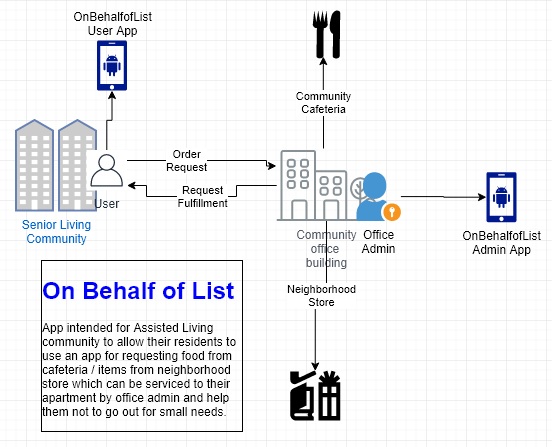 OnBehalfofList
User App
Community
Cafeteria
Order
Request
Request
Fulfillment
User
Senior Living
Community
Community
office
building
Office
Admin
OnBehalfofList
Admin App
Neighborhood
Store
On Behalf of List
App intended for Assisted Living
community to allow their residents to
use an app for requesting food from
cafeteria / items from neighborhood
store which can be serviced to their
apartment by office admin and help
them not to go out for small needs.